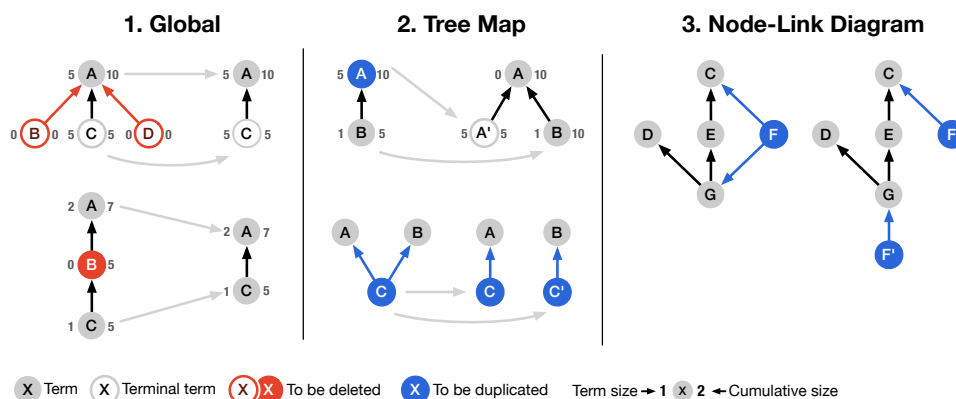 1. Global
2. Tree Map
3. Node-Link Diagram
5 A 10
5 A 10
0 B 0
5 C 5
0 D 0
5 C 5
2 A 7
0 B 5
1 C 5
2 A 7
1 C 5
5 A 10
1 B 5
0 A 10
5 A' 5
1 B 10
A
B
C
A
C
B
C'
C
D
E
F
G
C
D
E
F
G
F'
X Term
X Terminal term
X X To be deleted
X To be duplicated
Term size 1 X 2 Cumulative size